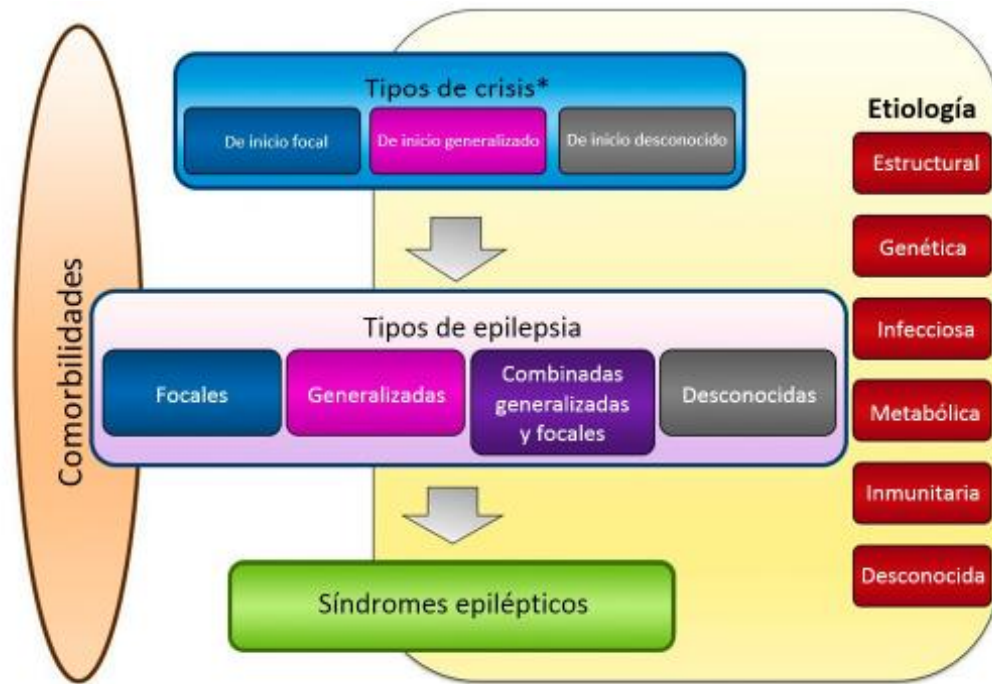 Comorbilidades
Tipos de crisis*
De inicio focal
De inicio generalizado
De inicio desconocido
Tipos de epilepsia
Focales
Generalizadas
Combinadas
generalizadas
y focales
Desconocidas
Síndromes epilépticos
Etiología
Estructural
Genética
Infecciosa
Metabólica
Inmunitaria
Desconocida